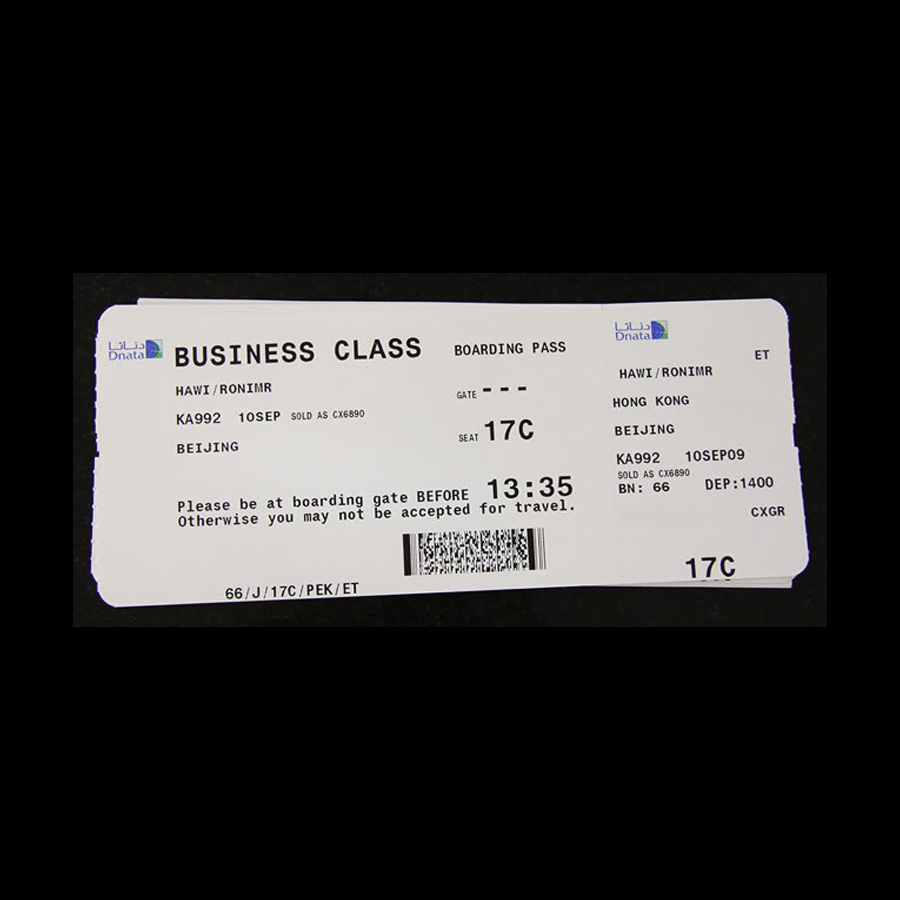 دناتا
Dnata
BUSINESS CLASS
BOARDING PASS
HAWI/RONIMR
GATE ---
KA992 10SEP SOLD AS CX6890
SEAT 17C
BEIJING
Please be at boarding gate BEFORE 13:35
Otherwise you may not be accepted for travel.
66/J/17C/PEK/ET
دناتا
Dnata
ET
HAWI/RONIMR
HONG KONG
BEIJING
KA992 10SEP09
SOLD AS CX6890
BN: 66 DEP:1400
CXGR
17C